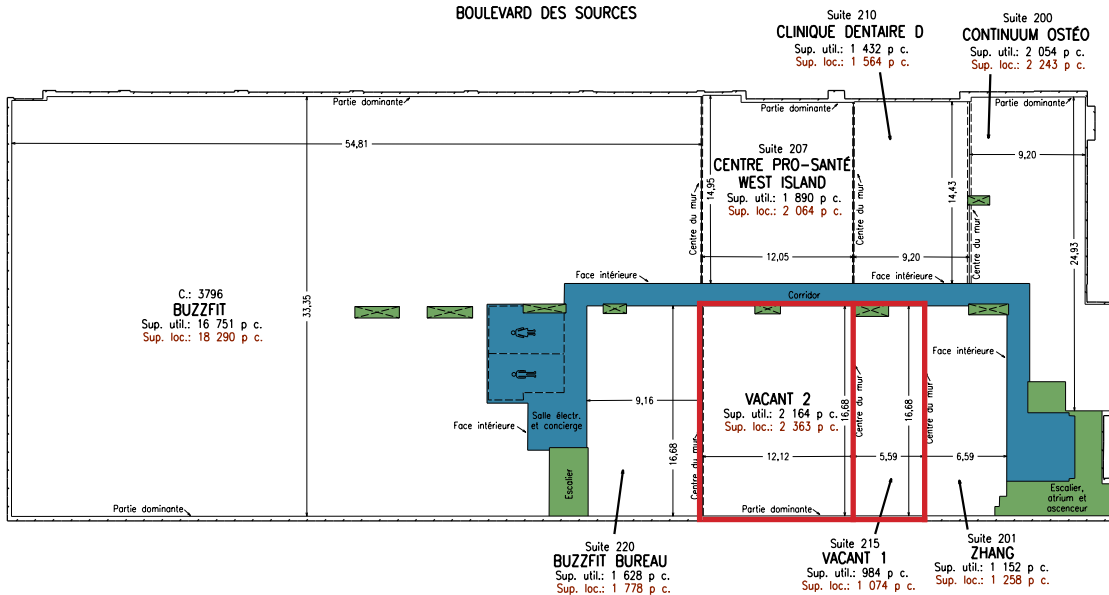 BOULEVARD DES SOURCES
Suite 210
CLINIQUE DENTAIRE D
Sup. util.: 1 432 p c.
Sup. loc.: 1 564 p c.
Suite 200
CONTINUUM OSTÉO
Sup. util.: 2 054 p c.
Sup. loc.: 2 243 p c.
Partie dominante
Partie dominante
Partie dominante
54,81
Suite 207
CENTRE PRO-SANTÉ
WEST ISLAND
Sup. util.: 1 890 p c.
Sup. loc.: 2 064 p c.
14,95
Centre du mur
Centre du mur
14,43
9,20
Centre du mur
24,93
12,05
9,20
Face intérieure
Face intérieure
Corridor
C.: 3796
BUZZFIT
Sup. util.: 16 751 p c.
Sup. loc.: 18 290 p c.
33,35
Face intérieure
Salle électr.
et concierge
Face intérieure
9,16
16,68
Centre du mur
VACANT 2
Sup. util.: 2 164 p c.
Sup. loc.: 2 363 p c.
12,12
16,68
Centre du mur
16,68
5,59
Centre du mur
6,59
Escalier
Escalier,
atrium et
ascenceur
Partie dominante
Partie dominante
Suite 220
BUZZFIT BUREAU
Sup. util.: 1 628 p c.
Sup. loc.: 1 778 p c.
Suite 215
VACANT 1
Sup. util.: 984 p c.
Sup. loc.: 1 074 p c.
Suite 201
ZHANG
Sup. util.: 1 152 p c.
Sup. loc.: 1 258 p c.